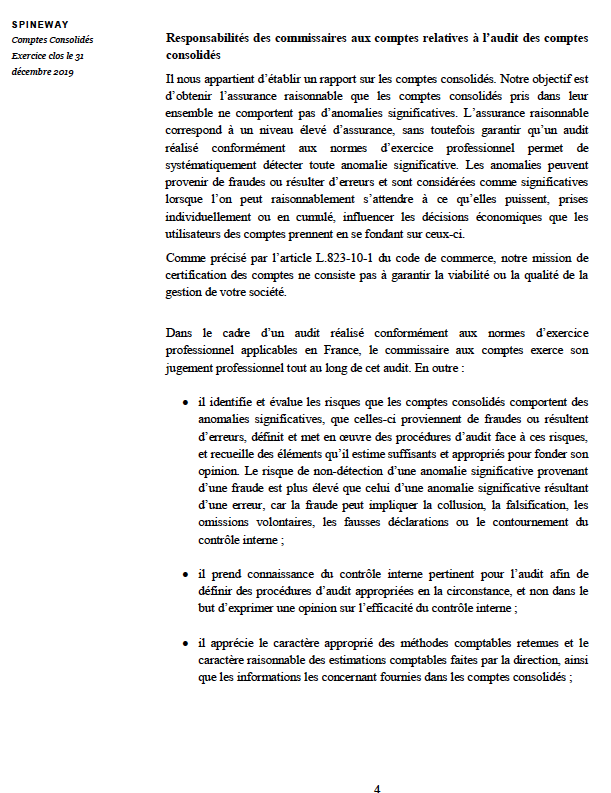 SPINEWAY
Comptes Consolidés
Exercice clos le 31
décembre 2019
Responsabilités des commissaires aux comptes relatives à l’audit des comptes
consolidés
Il nous appartient d’établir un rapport sur les comptes consolidés. Notre objectif est
d’obtenir l’assurance raisonnable que les comptes consolidés pris dans leur
ensemble ne comportent pas d’anomalies significatives. L’assurance raisonnable
correspond à un niveau élevé d’assurance, sans toutefois garantir qu’un audit
réalisé conformément aux normes d’exercice professionnel permet de
systématiquement détecter toute anomalie significative. Les anomalies peuvent
provenir de fraudes ou résulter d’erreurs et sont considérées comme significatives
lorsque l’on peut raisonnablement s’attendre à ce qu’elles puissent, prises
individuellement ou en cumulé, influencer les décisions économiques que les
utilisateurs des comptes prennent en se fondant sur ceux-ci.
Comme précisé par l’article L.823-10-1 du code de commerce, notre mission de
certification des comptes ne consiste pas à garantir la viabilité ou la qualité de la
gestion de votre société.
Dans le cadre d’un audit réalisé conformément aux normes d’exercice
professionnel applicables en France, le commissaire aux comptes exerce son
jugement professionnel tout au long de cet audit. En outre :
• il identifie et évalue les risques que les comptes consolidés comportent des
anomalies significatives, que celles-ci proviennent de fraudes ou résultent
d’erreurs, définit et met en œuvre des procédures d’audit face à ces risques,
et recueille des éléments qu’il estime suffisants et appropriés pour fonder son
opinion. Le risque de non-détection d’une anomalie significative provenant
d’une fraude est plus élevé que celui d’une anomalie significative résultant
d’une erreur, car la fraude peut impliquer la collusion, la falsification, les
omissions volontaires, les fausses déclarations ou le contournement du
contrôle interne ;
• il prend connaissance du contrôle interne pertinent pour l’audit afin de
définir des procédures d’audit appropriées en la circonstance, et non dans le
but d’exprimer une opinion sur l’efficacité du contrôle interne ;
• il apprécie le caractère approprié des méthodes comptables retenues et le
caractère raisonnable des estimations comptables faites par la direction, ainsi
que les informations les concernant fournies dans les comptes consolidés ;
4